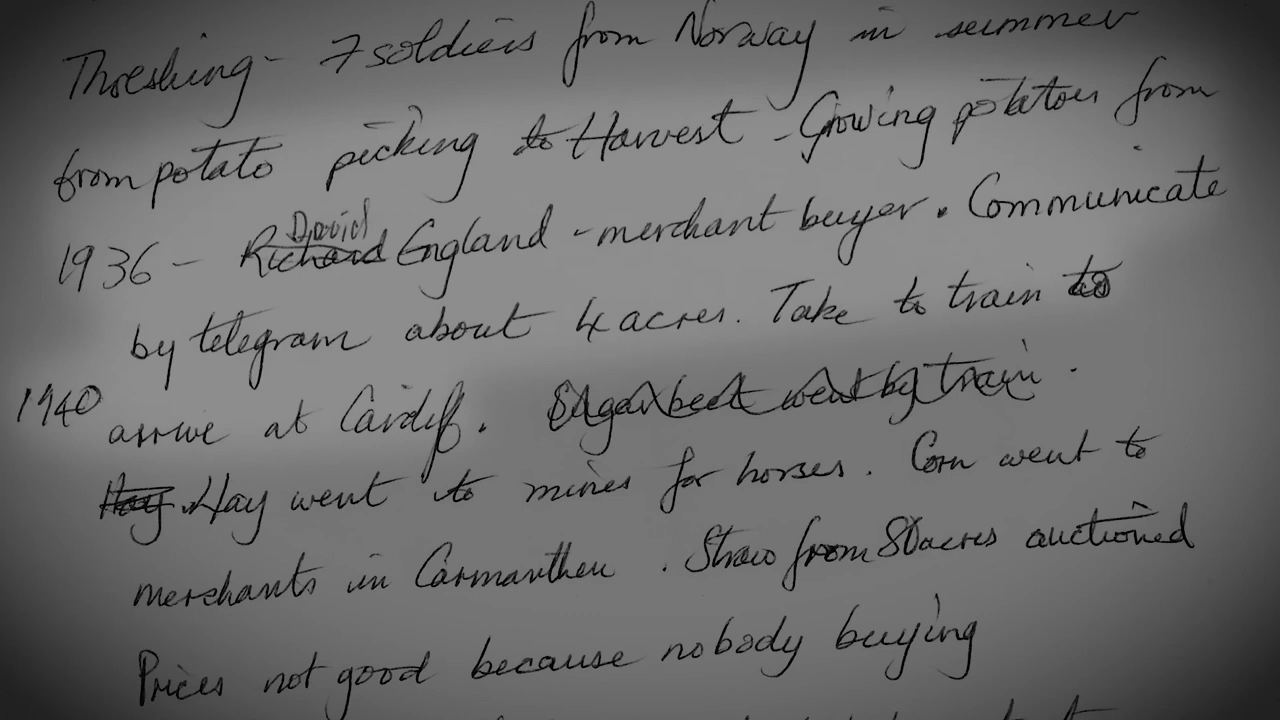 Threshing - 7 soldiers from Norway in summer
from potato picking to Harvest - Growing potatoes from
David
1936 - Richard England - merchant buyer. Communicate
by telegram about 4 acres. Take to train to
1940 arrive at Cardiff. Sugar beet went by train.
Hay. Hay went to mines for horses. Corn went to
merchants in Carmarthen. Straw from 80 acres auctioned
Prices not good because nobody buying